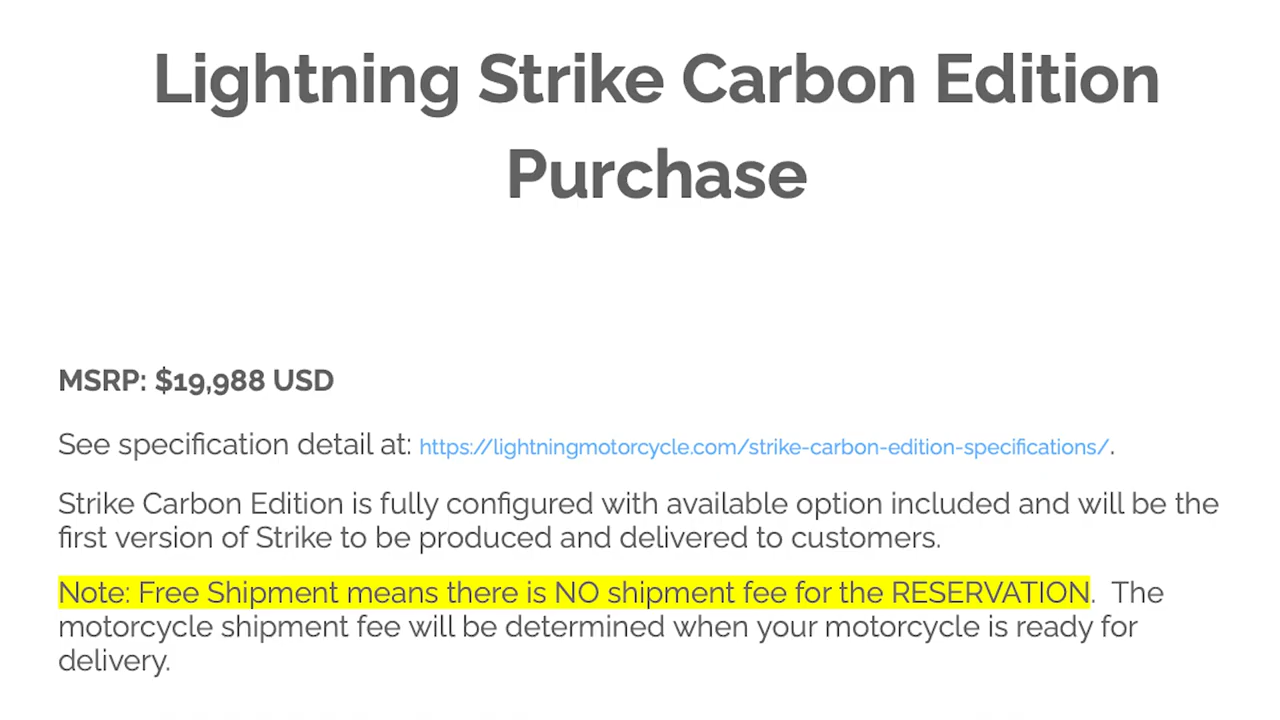 Lightning Strike Carbon Edition
Purchase
MSRP: $19,988 USD
See specification detail at: https://lightningmotorcycle.com/strike-carbon-edition-specifications/.
Strike Carbon Edition is fully configured with available option included and will be the
first version of Strike to be produced and delivered to customers.
Note: Free Shipment means there is NO shipment fee for the RESERVATION.  The
motorcycle shipment fee will be determined when your motorcycle is ready for
delivery.